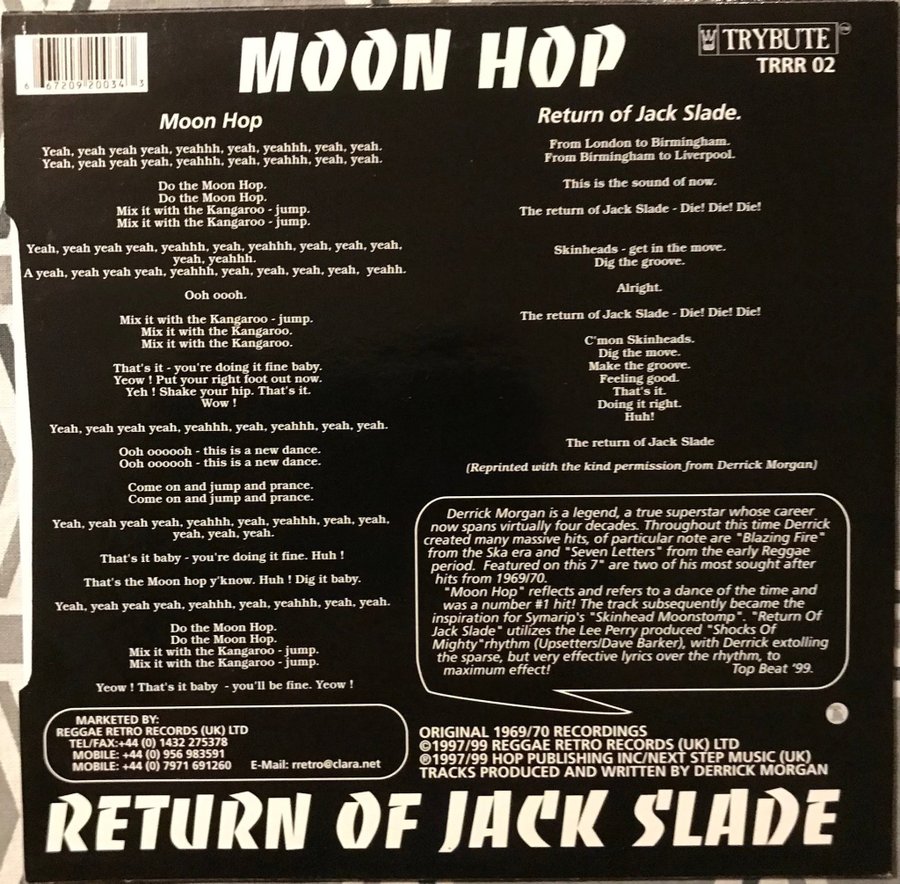 6 67209 20034 3
MOON HOP
TRYBUTE ™
TRRR 02
Moon Hop
Yeah, yeah yeah yeah, yeahhh, yeah, yeahhh, yeah, yeah.
Yeah, yeah yeah yeah, yeahhh, yeah, yeahhh, yeah, yeah.
Do the Moon Hop.
Do the Moon Hop.
Mix it with the Kangaroo - jump.
Mix it with the Kangaroo - jump.
Yeah, yeah yeah yeah, yeahhh, yeah, yeahhh, yeah, yeah, yeah,
yeah, yeahhh.
A yeah, yeah yeah yeah, yeahhh, yeah, yeah, yeah, yeah, yeahh.
Ooh oooh.
Mix it with the Kangaroo - jump.
Mix it with the Kangaroo.
Mix it with the Kangaroo.
That's it - you're doing it fine baby.
Yeow ! Put your right foot out now.
Yeh ! Shake your hip. That's it.
Wow !
Yeah, yeah yeah yeah, yeahhh, yeah, yeahhh, yeah, yeah.
Ooh oooooh - this is a new dance.
Ooh oooooh - this is a new dance.
Come on and jump and prance.
Come on and jump and prance.
Yeah, yeah yeah yeah, yeahhh, yeah, yeahhh, yeah, yeah,
yeah, yeah, yeah.
That's it baby - you're doing it fine. Huh !
That's the Moon hop y'know. Huh ! Dig it baby.
Yeah, yeah yeah yeah, yeahhh, yeah, yeahhh, yeah, yeah.
Do the Moon Hop.
Do the Moon Hop.
Mix it with the Kangaroo - jump.
Mix it with the Kangaroo - jump.
Yeow ! That's it baby - you'll be fine. Yeow !
Return of Jack Slade.
From London to Birmingham.
From Birmingham to Liverpool.
This is the sound of now.
The return of Jack Slade - Die! Die! Die!
Skinheads - get in the move.
Dig the groove.
Alright.
The return of Jack Slade - Die! Die! Die!
C'mon Skinheads.
Dig the move.
Make the groove.
Feeling good.
That's it.
Doing it right.
Huh!
The return of Jack Slade
(Reprinted with the kind permission from Derrick Morgan)
Derrick Morgan is a legend, a true superstar whose career
now spans virtually four decades. Throughout this time Derrick
created many massive hits, of particular note are "Blazing Fire"
from the Ska era and "Seven Letters" from the early Reggae
period. Featured on this 7" are two of his most sought after
hits from 1969/70.
"Moon Hop" reflects and refers to a dance of the time and
was a number #1 hit! The track subsequently became the
inspiration for Symarip's "Skinhead Moonstomp". "Return Of
Jack Slade" utilizes the Lee Perry produced "Shocks Of
Mighty"rhythm (Upsetters/Dave Barker), with Derrick extolling
the sparse, but very effective lyrics over the rhythm, to
maximum effect! Top Beat '99.
MARKETED BY:
REGGAE RETRO RECORDS (UK) LTD
TEL/FAX:+44 (0) 1432 275378
MOBILE: +44 (0) 956 983591
MOBILE: +44 (0) 7971 691260 E-Mail: rretro@clara.net
ORIGINAL 1969/70 RECORDINGS
©1997/99 REGGAE RETRO RECORDS (UK) LTD
℗1997/99 HOP PUBLISHING INC/NEXT STEP MUSIC (UK)
TRACKS PRODUCED AND WRITTEN BY DERRICK MORGAN
RETURN OF JACK SLADE